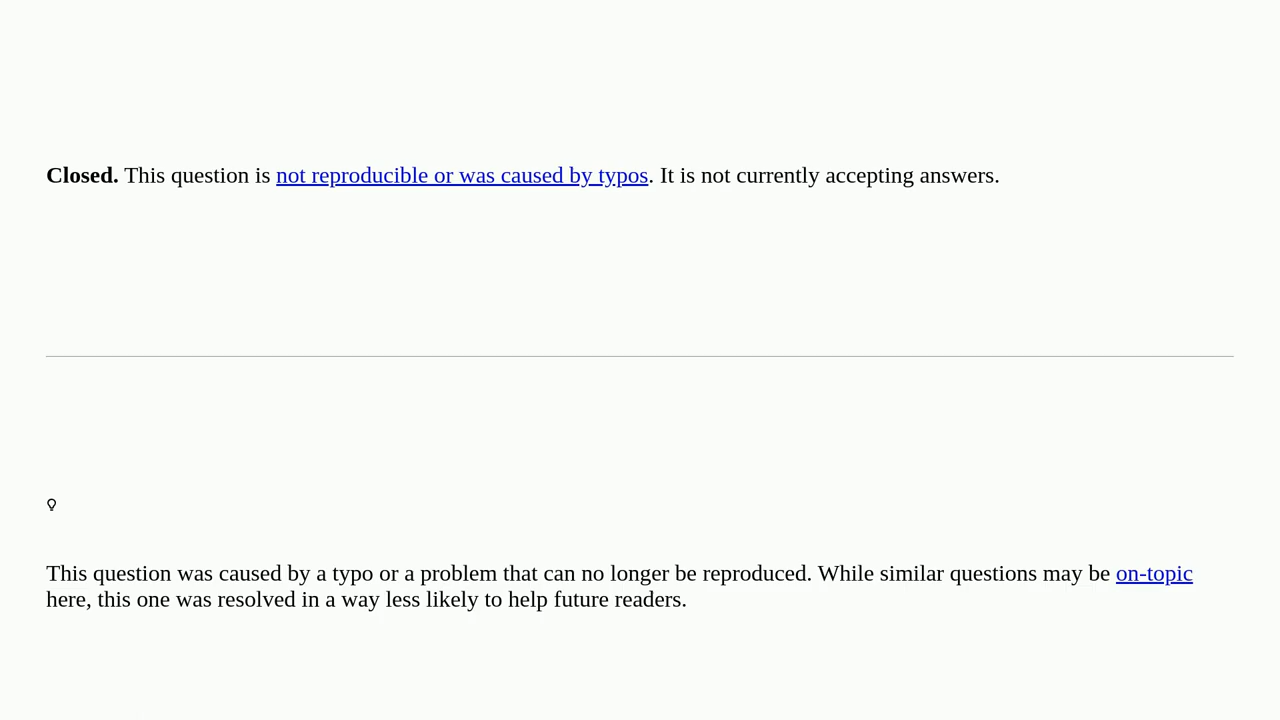 Closed. This question is not reproducible or was caused by typos. It is not currently accepting answers.
This question was caused by a typo or a problem that can no longer be reproduced. While similar questions may be on-topic
here, this one was resolved in a way less likely to help future readers.